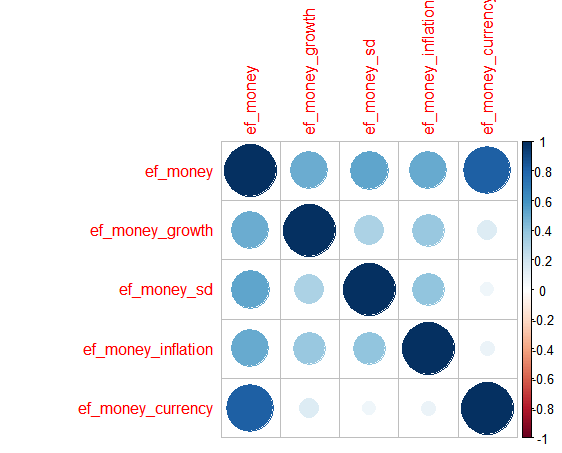 ef_money
ef_money_growth
ef_money_sd
ef_money_inflation
ef_money_currency
ef_money
ef_money_growth
ef_money_sd
ef_money_inflation
ef_money_currency
1
0.8
0.6
0.4
0.2
0
-0.2
-0.4
-0.6
-0.8
-1